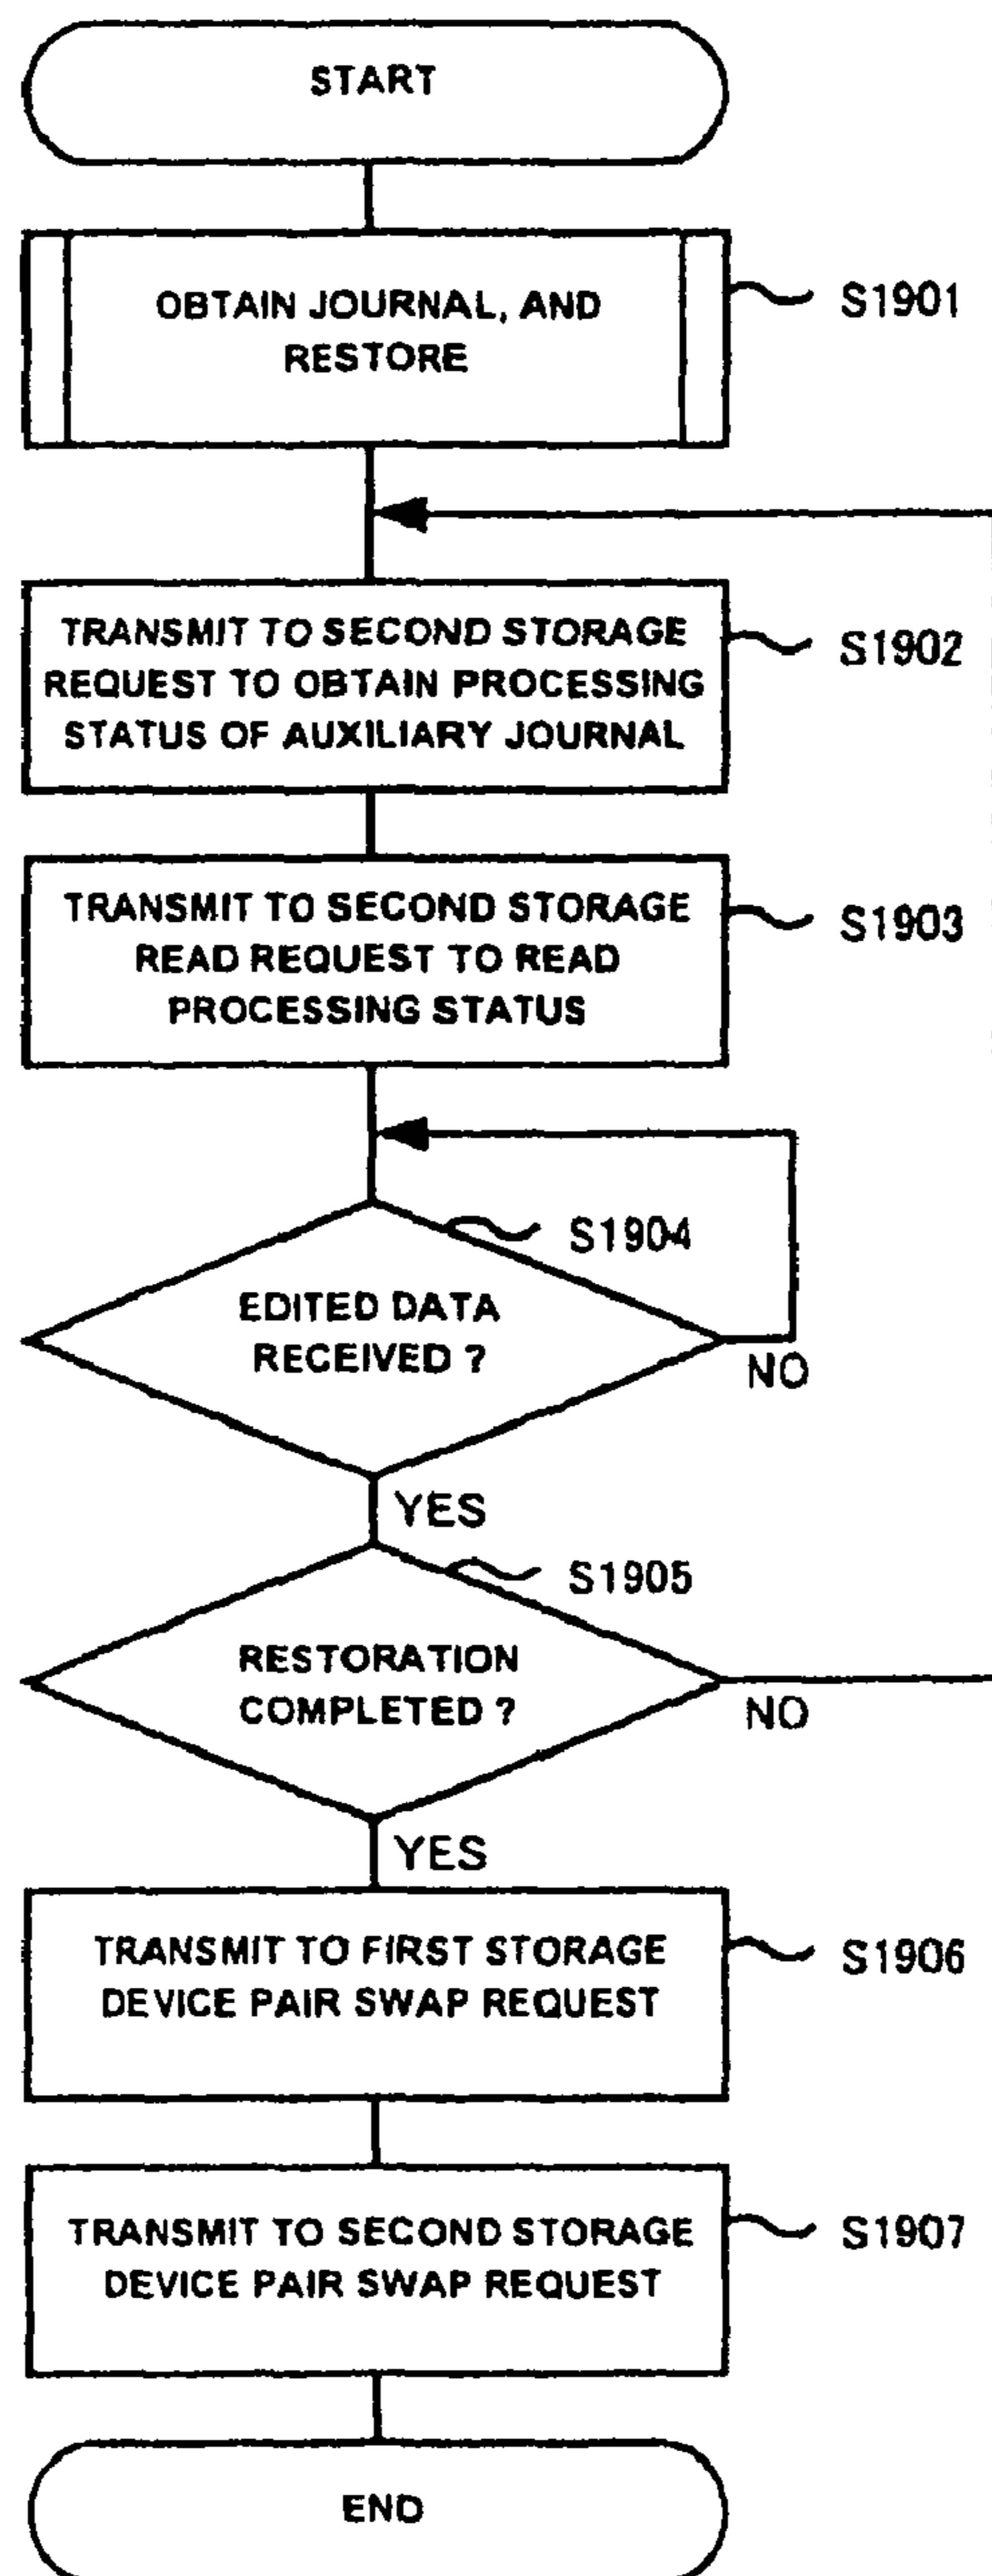 START
OBTAIN JOURNAL, AND
RESTORE
S1901
TRANSMIT TO SECOND STORAGE
REQUEST TO OBTAIN PROCESSING
STATUS OF AUXILIARY JOURNAL
S1902
TRANSMIT TO SECOND STORAGE
READ REQUEST TO READ
PROCESSING STATUS
S1903
S1904
EDITED DATA
RECEIVED ?
NO
YES
S1905
RESTORATION
COMPLETED ?
NO
YES
TRANSMIT TO FIRST STORAGE
DEVICE PAIR SWAP REQUEST
S1906
TRANSMIT TO SECOND STORAGE
DEVICE PAIR SWAP REQUEST
S1907
END